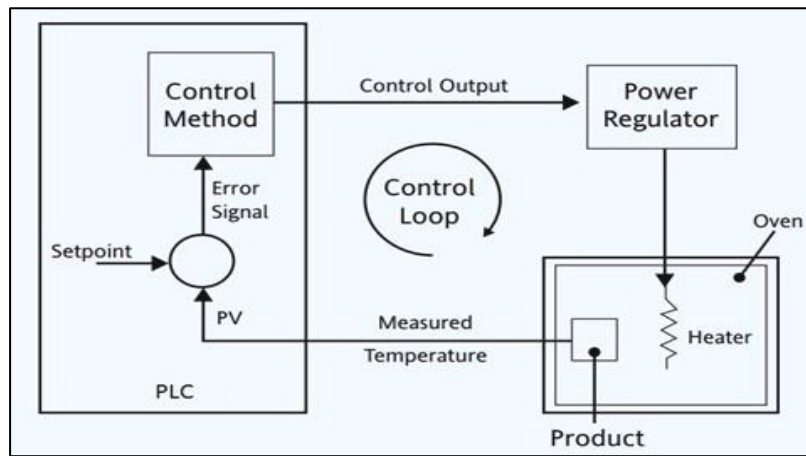 Control
Method
Control Output
Power
Regulator
Error
Signal
Control
Loop
Oven
Setpoint
PV
Measured
Temperature
Heater
PLC
Product